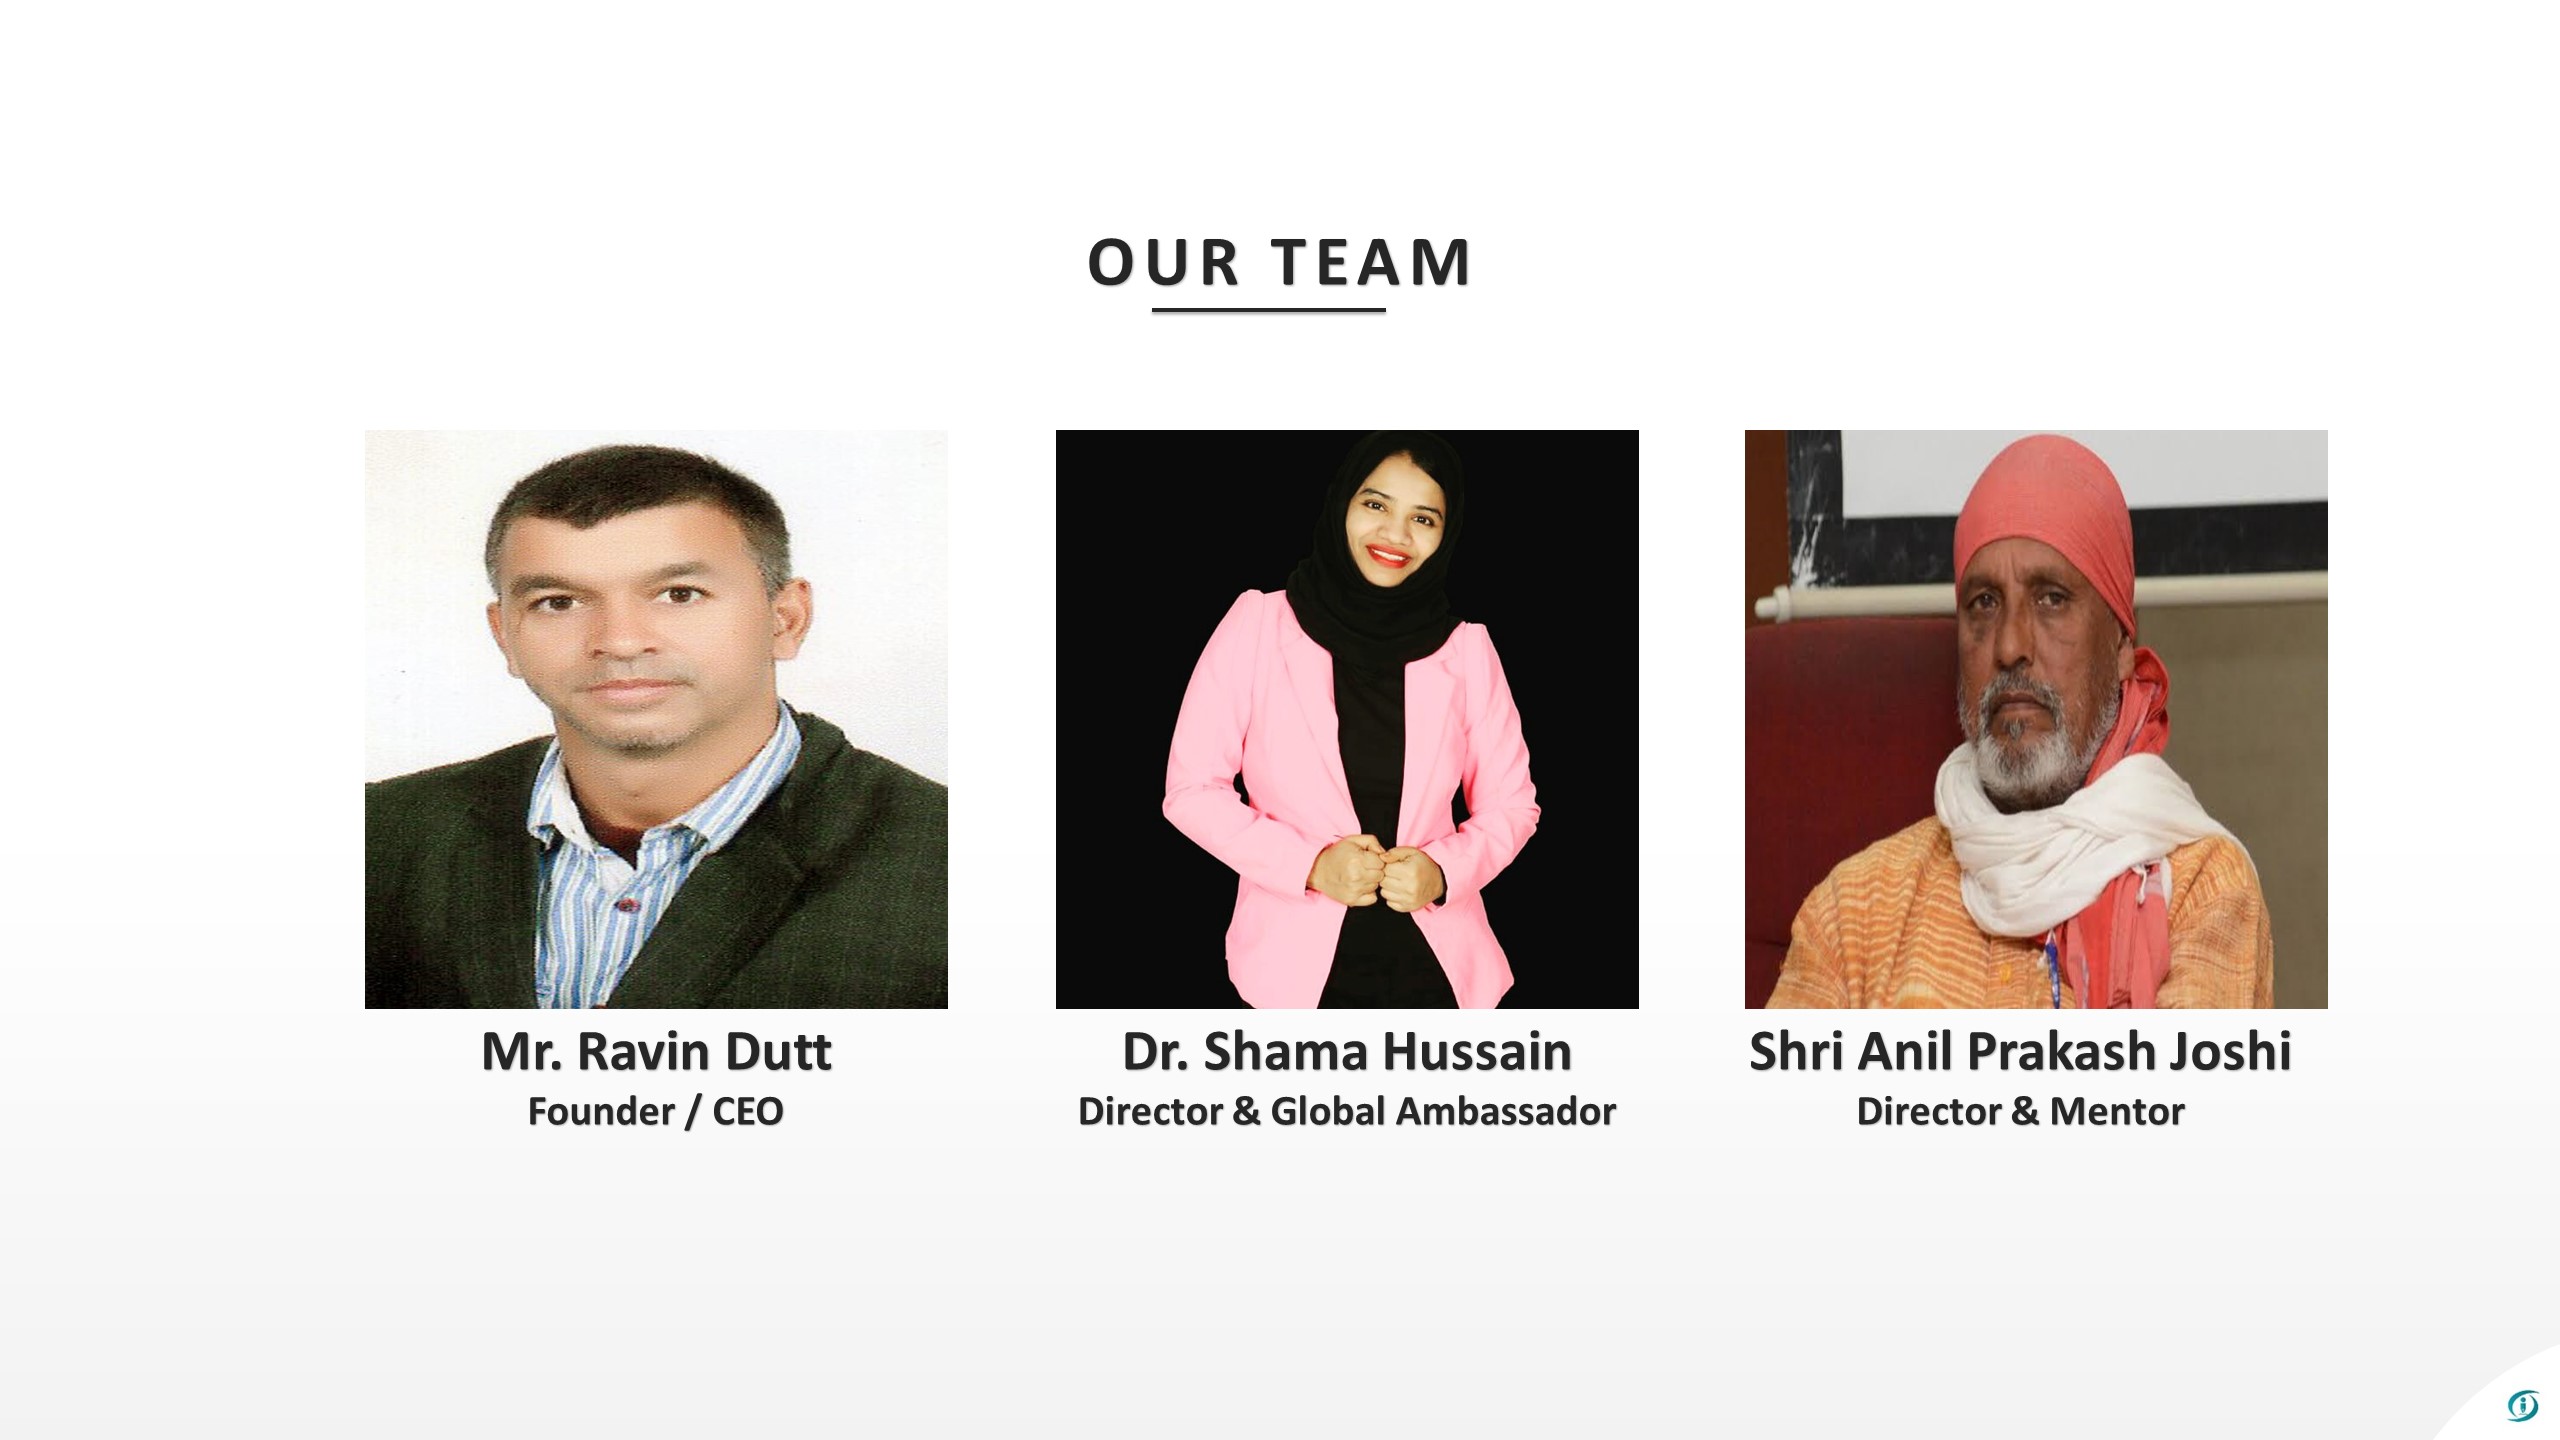 OUR TEAM
Mr. Ravin Dutt
Founder / CEO
Dr. Shama Hussain
Director & Global Ambassador
Shri Anil Prakash Joshi
Director & Mentor